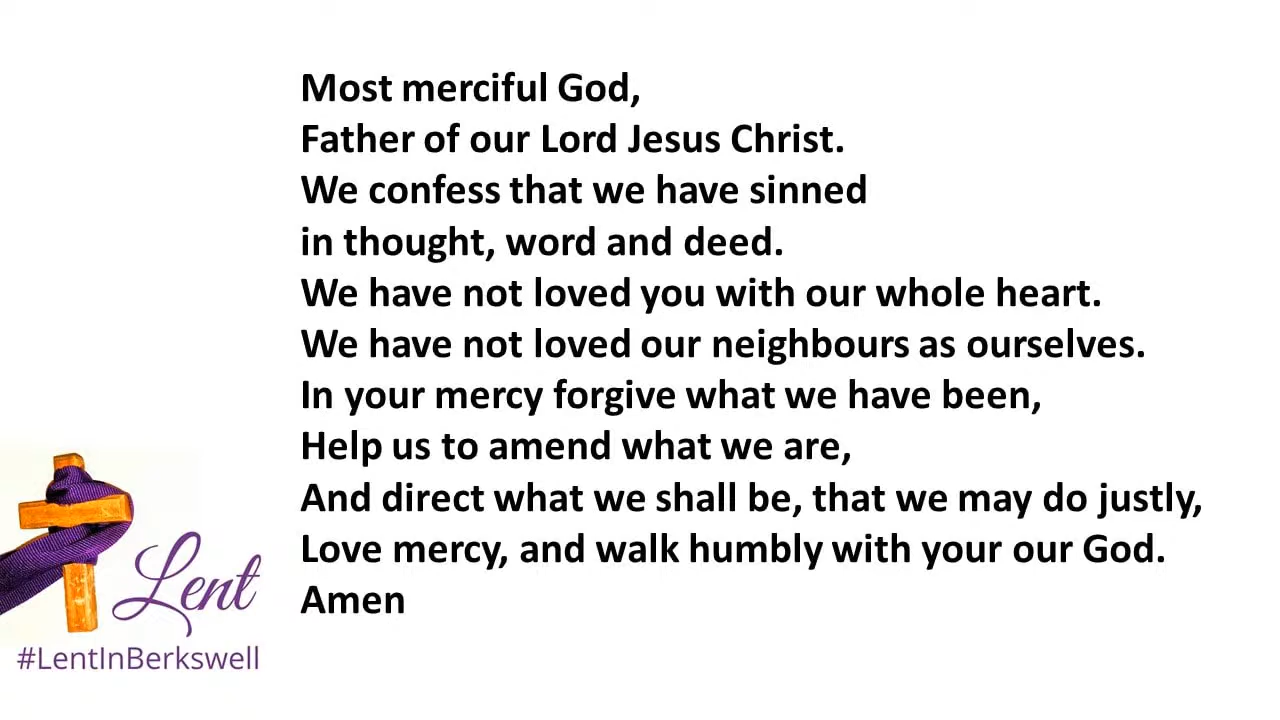 Most merciful God,
Father of our Lord Jesus Christ.
We confess that we have sinned
in thought, word and deed.
We have not loved you with our whole heart.
We have not loved our neighbours as ourselves.
In your mercy forgive what we have been,
Help us to amend what we are,
And direct what we shall be, that we may do justly,
Love mercy, and walk humbly with your our God.
Amen
Lent
#LentInBerkswell